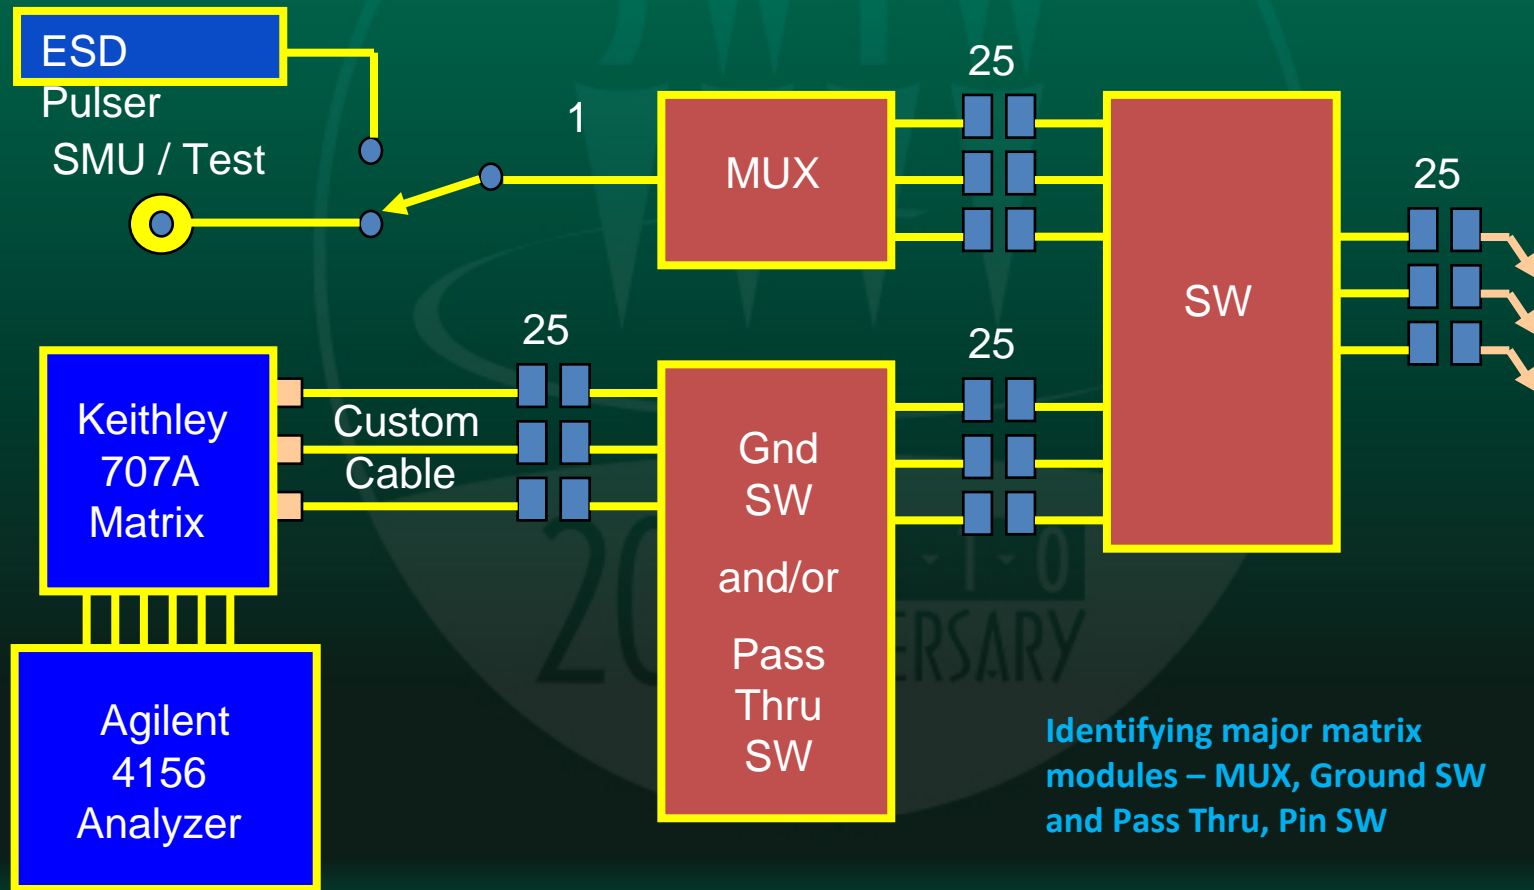 ESD
Pulser
SMU / Test
1
MUX
25
SW
25
Keithley
707A
Matrix
25
Custom
Cable
Gnd
SW
and/or
Pass
Thru
SW
25
Agilent
4156
Analyzer
Identifying major matrix
modules – MUX, Ground SW
and Pass Thru, Pin SW